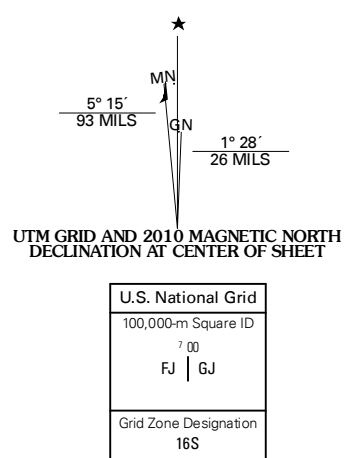 ★
MN
5° 15´
93 MILS
GN
1° 28´
26 MILS
UTM GRID AND 2010 MAGNETIC NORTH
DECLINATION AT CENTER OF SHEET
U.S. National Grid
100,000-m Square ID
7 00
FJ GJ
Grid Zone Designation
16S